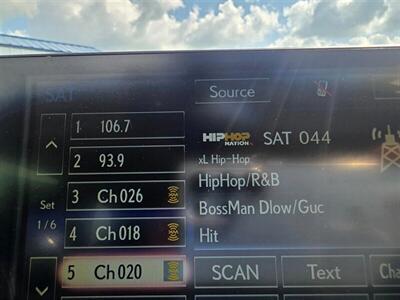 SAT
Source
1 106.7
HIPHOP NATION
SAT 044
2 93.9
xL Hip-Hop
HipHop/R&B
3 Ch 026
Set
BossMan Dlow/Guc
1/6
4 Ch 018
Hit
5 Ch 020
SCAN
Text
Cha